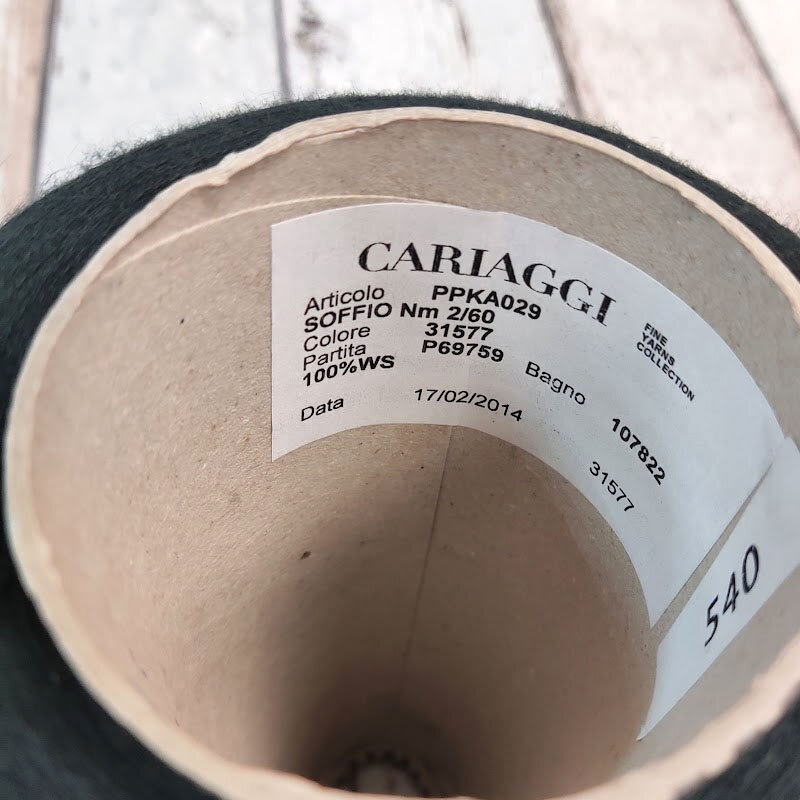 CARIAGGI
FINE
YARNS
COLLECTION
Articolo PPKA029
SOFFIO Nm 2/60
Colore 31577
Partita P69759 Bagno 107822
100%WS
Data 17/02/2014 31577
540